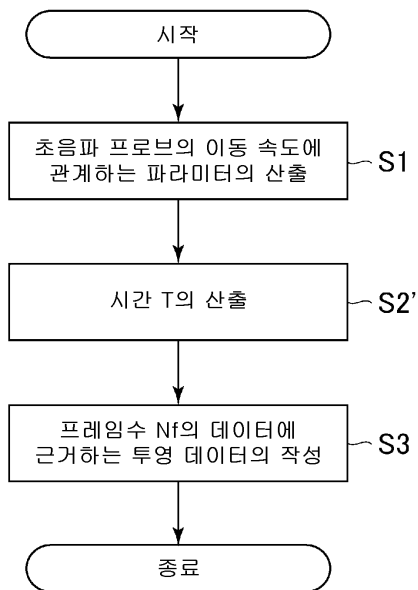 시작
초음파 프로브의 이동 속도에
관계하는 파라미터의 산출
S1
시간 T의 산출
S2'
프레임수 Nf의 데이터에
근거하는 투영 데이터의 작성
S3
종료